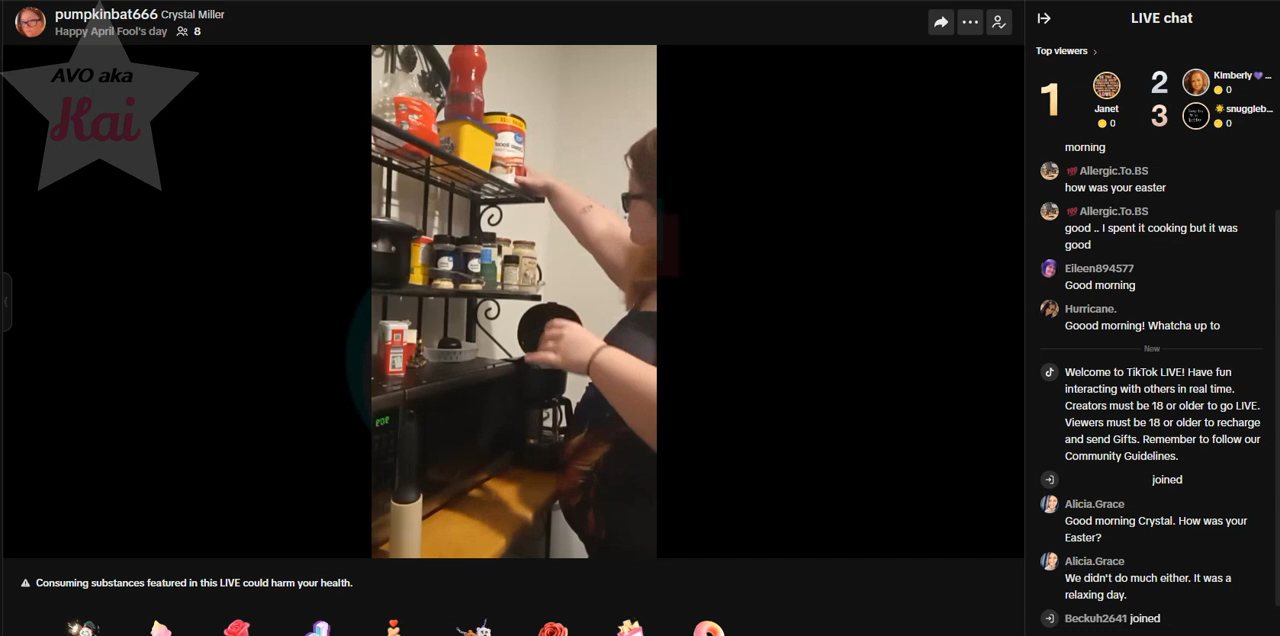 pumpkinbat666 Crystal Miller
Happy April Fool's day 8
AVO aka
Kai
LIVE chat
Top viewers
1
Janet
0
2
Kimberly 💜 ...
0
3
☀️ snuggleb...
0
morning
💯 Allergic.To.BS
how was your easter
💯 Allergic.To.BS
good .. I spent it cooking but it was
good
Eileen894577
Good morning
Hurricane.
Goood morning! Whatcha up to
New
Welcome to TikTok LIVE! Have fun
interacting with others in real time.
Creators must be 18 or older to go LIVE.
Viewers must be 18 or older to recharge
and send Gifts. Remember to follow our
Community Guidelines.
joined
Alicia.Grace
Good morning Crystal. How was your
Easter?
Alicia.Grace
We didn't do much either. It was a
relaxing day.
Beckuh2641 joined
Consuming substances featured in this LIVE could harm your health.